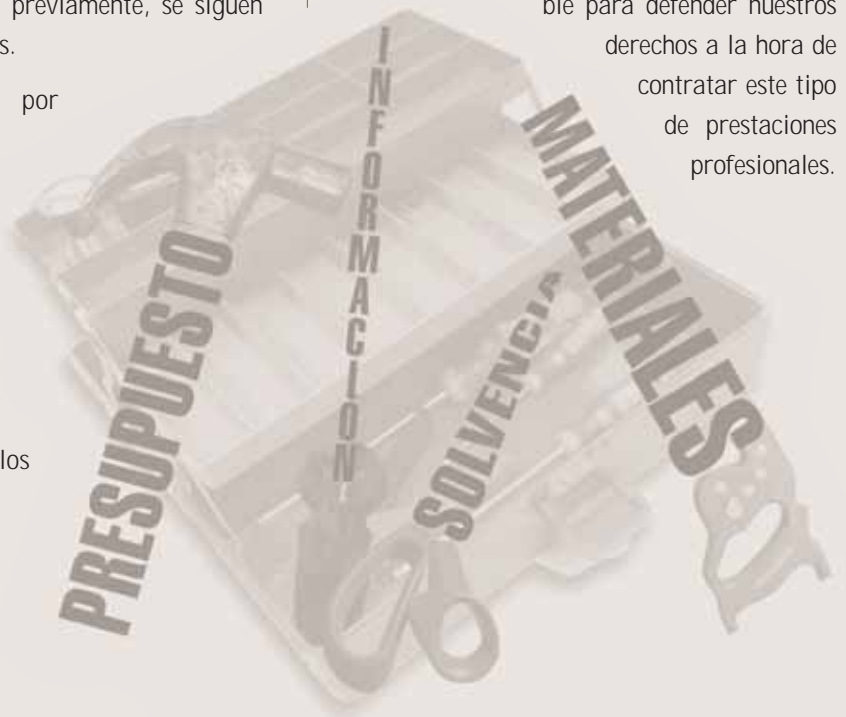 previamente, se siguen
s.
por
los
ble para defender nuestros
derechos a la hora de
contratar este tipo
de prestaciones
profesionales.
PRESUPUESTO
INFORMACION
SOLVENCIA
MATERIALES